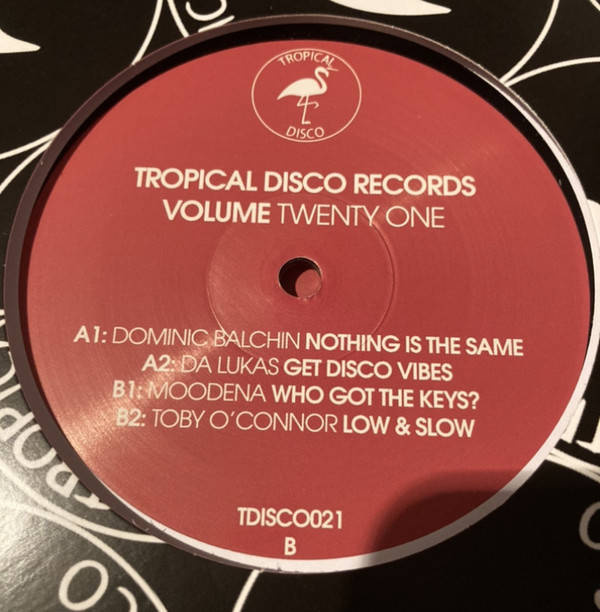 TROPICAL
DISCO
TROPICAL DISCO RECORDS
VOLUME TWENTY ONE
A1: DOMINIC BALCHIN NOTHING IS THE SAME
A2: DA LUKAS GET DISCO VIBES
B1: MOODENA WHO GOT THE KEYS?
B2: TOBY O'CONNOR LOW & SLOW
TDISCO021
B